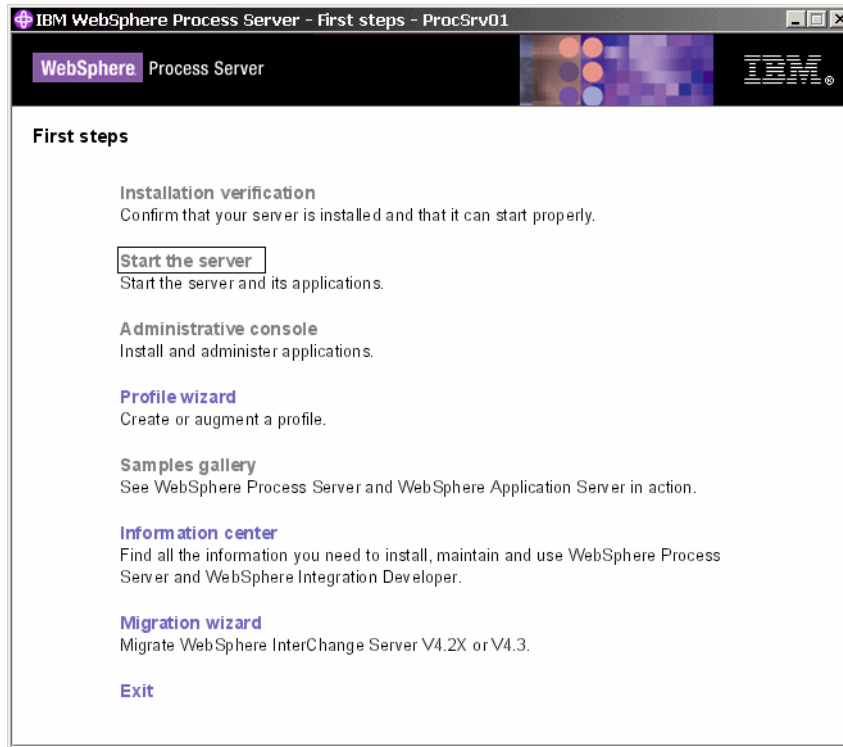 IBM WebSphere Process Server - First steps - ProcSrv01
WebSphere. Process Server
IBM®
First steps
Installation verification
Confirm that your server is installed and that it can start properly.
Start the server
Start the server and its applications.
Administrative console
Install and administer applications.
Profile wizard
Create or augment a profile.
Samples gallery
See WebSphere Process Server and WebSphere Application Server in action.
Information center
Find all the information you need to install, maintain and use WebSphere Process
Server and WebSphere Integration Developer.
Migration wizard
Migrate WebSphere InterChange Server V4.2X or V4.3.
Exit